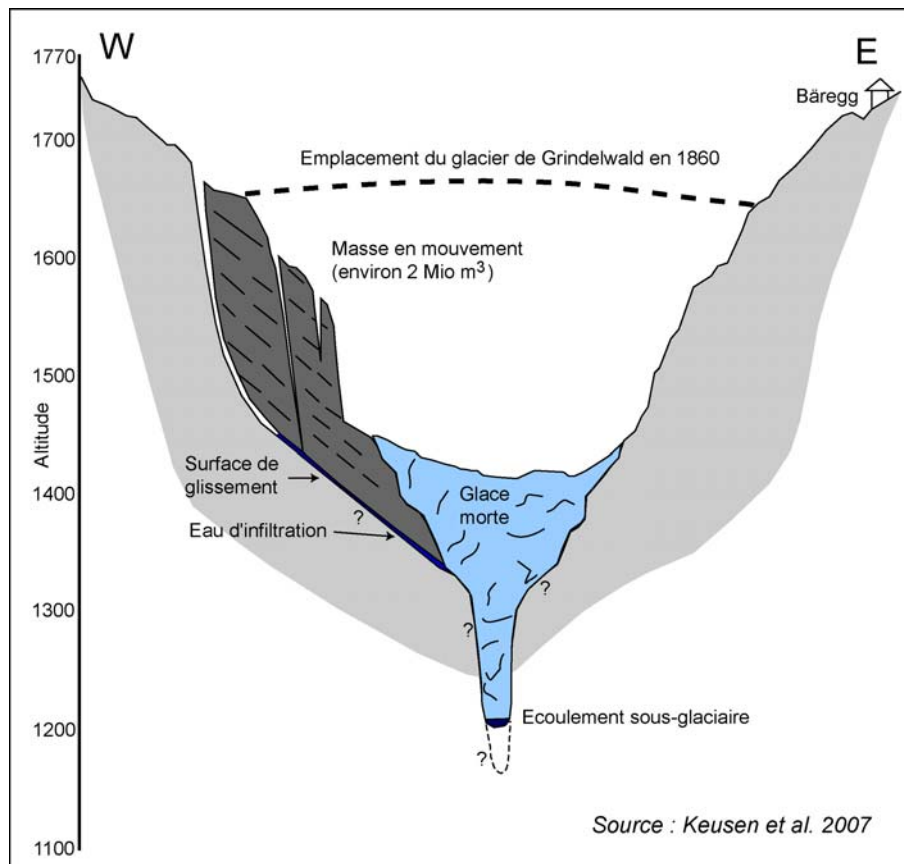 W
E
1770
Bäregg
1700
Emplacement du glacier de Grindelwald en 1860
Masse en mouvement
(environ 2 Mio m³)
1600
1500
Altitude
Surface de
glissement
1400
Glace
morte
?
Eau d'infiltration
1300
?
?
Ecoulement sous-glaciaire
1200
?
Source : Keusen et al. 2007
1100